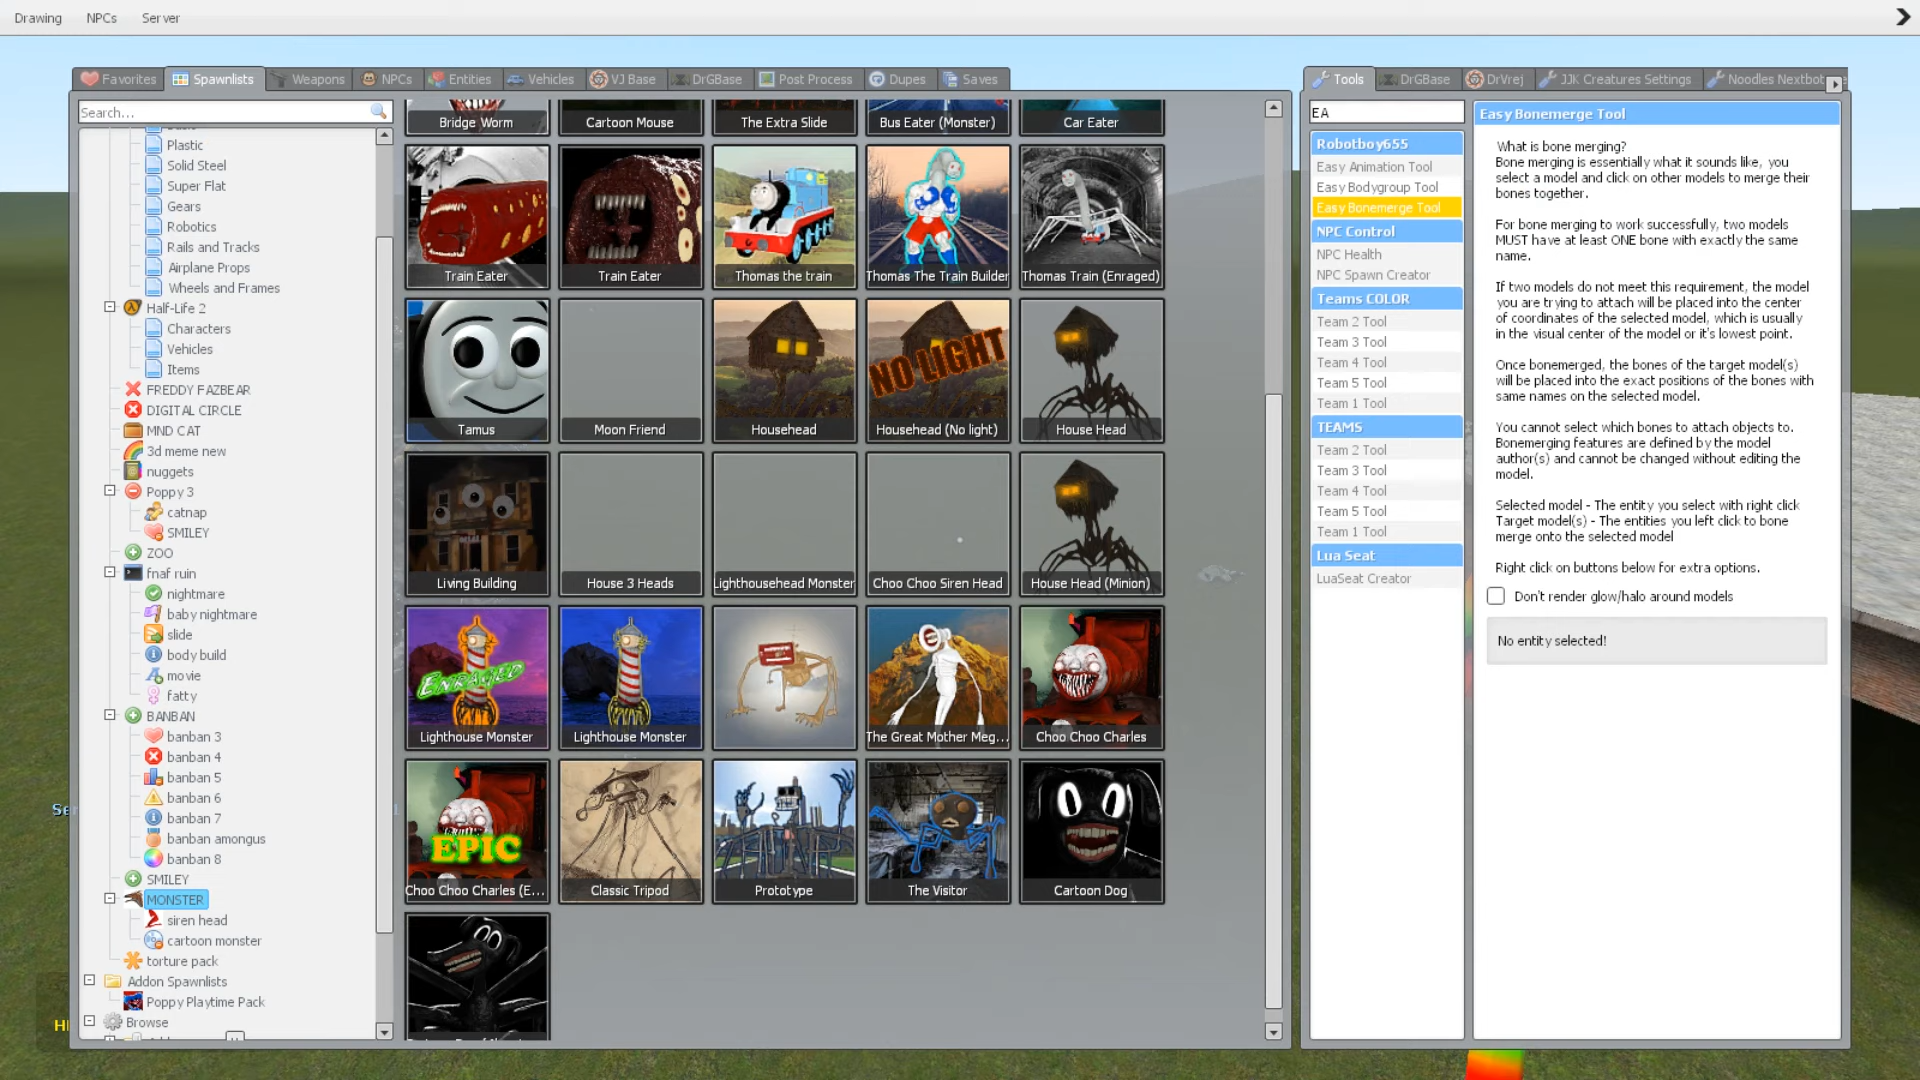 Drawing NPCs Server
Favorites Spawnlists Weapons NPCs Entities Vehicles VJ Base DrGBase Post Process Dupes Saves
Search...
Plastic
Solid Steel
Super Flat
Gears
Robotics
Rails and Tracks
Airplane Props
Wheels and Frames
Half-Life 2
Characters
Vehicles
Items
FREDDY FAZBEAR
DIGITAL CIRCLE
MND CAT
3d meme new
nuggets
Poppy 3
catnap
SMILEY
ZOO
fnaf ruin
nightmare
baby nightmare
slide
body build
movie
fatty
BANBAN
banban 3
banban 4
banban 5
banban 6
banban 7
banban amongus
banban 8
SMILEY
MONSTER
siren head
cartoon monster
torture pack
Addon Spawnlists
Poppy Playtime Pack
Browse
Bridge Worm Cartoon Mouse The Extra Slide Bus Eater (Monster) Car Eater
Train Eater Train Eater Thomas the train Thomas The Train Builder Thomas Train (Enraged)
NO LIGHT
Tamus Moon Friend Househead Househead (No light) House Head
Living Building House 3 Heads Lighthousehead Monster Choo Choo Siren Head House Head (Minion)
ENRAGED
Lighthouse Monster Lighthouse Monster The Great Mother Meg... Choo Choo Charles
EPIC
Choo Choo Charles (E... Classic Tripod Prototype The Visitor Cartoon Dog
Tools DrGBase DrVrej JJK Creatures Settings Noodles Nextbot
EA
Robotboy655
Easy Animation Tool
Easy Bodygroup Tool
Easy Bonemerge Tool
NPC Control
NPC Health
NPC Spawn Creator
Teams COLOR
Team 2 Tool
Team 3 Tool
Team 4 Tool
Team 5 Tool
Team 1 Tool
TEAMS
Team 2 Tool
Team 3 Tool
Team 4 Tool
Team 5 Tool
Team 1 Tool
Lua Seat
LuaSeat Creator
Easy Bonemerge Tool
What is bone merging?
Bone merging is essentially what it sounds like, you
select a model and click on other models to merge their
bones together.
For bone merging to work successfully, two models
MUST have at least ONE bone with exactly the same
name.
If two models do not meet this requirement, the model
you are trying to attach will be placed into the center
of coordinates of the selected model, which is usually
in the visual center of the model or it's lowest point.
Once bonemerged, the bones of the target model(s)
will be placed into the exact positions of the bones with
same names on the selected model.
You cannot select which bones to attach objects to.
Bonemerging features are defined by the model
author(s) and cannot be changed without editing the
model.
Selected model - The entity you select with right click
Target model(s) - The entities you left click to bone
merge onto the selected model
Right click on buttons below for extra options.
Don't render glow/halo around models
No entity selected!